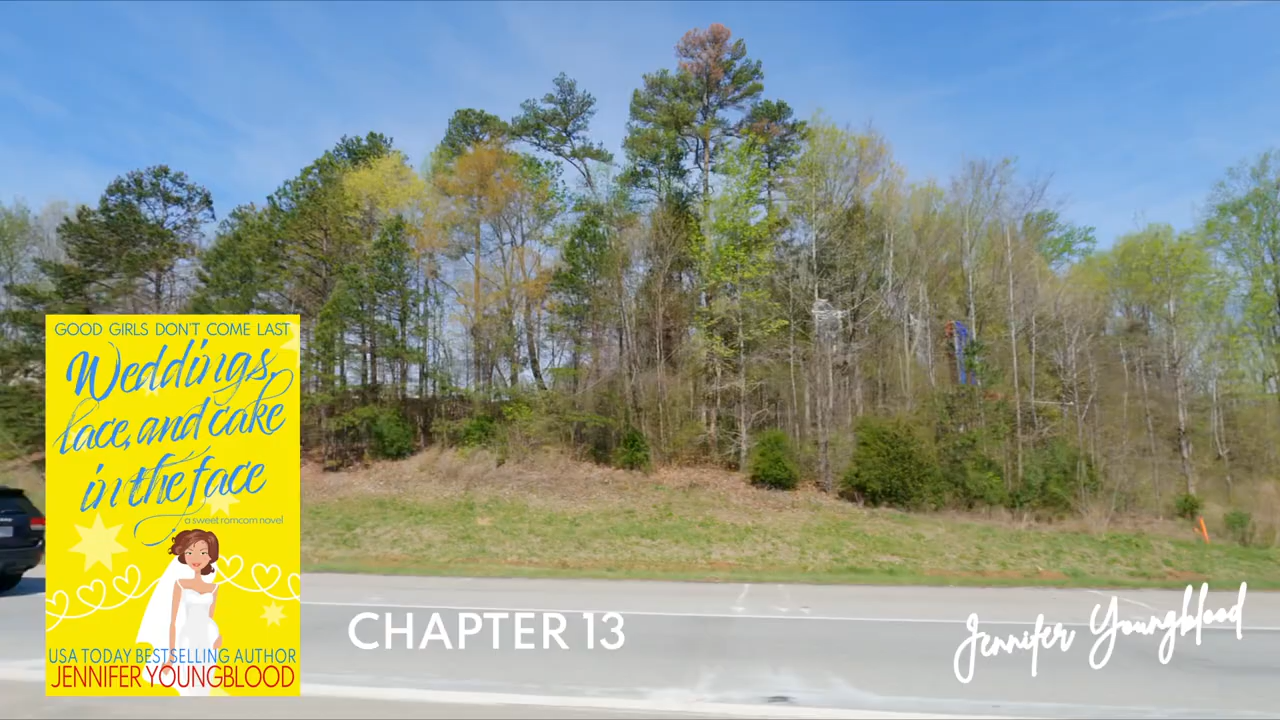 GOOD GIRLS DON'T COME LAST
Weddings,
lace, and cake
in the face
a sweet romcom novel
USA TODAY BESTSELLING AUTHOR
JENNIFER YOUNGBLOOD
CHAPTER 13
Jennifer Youngblood